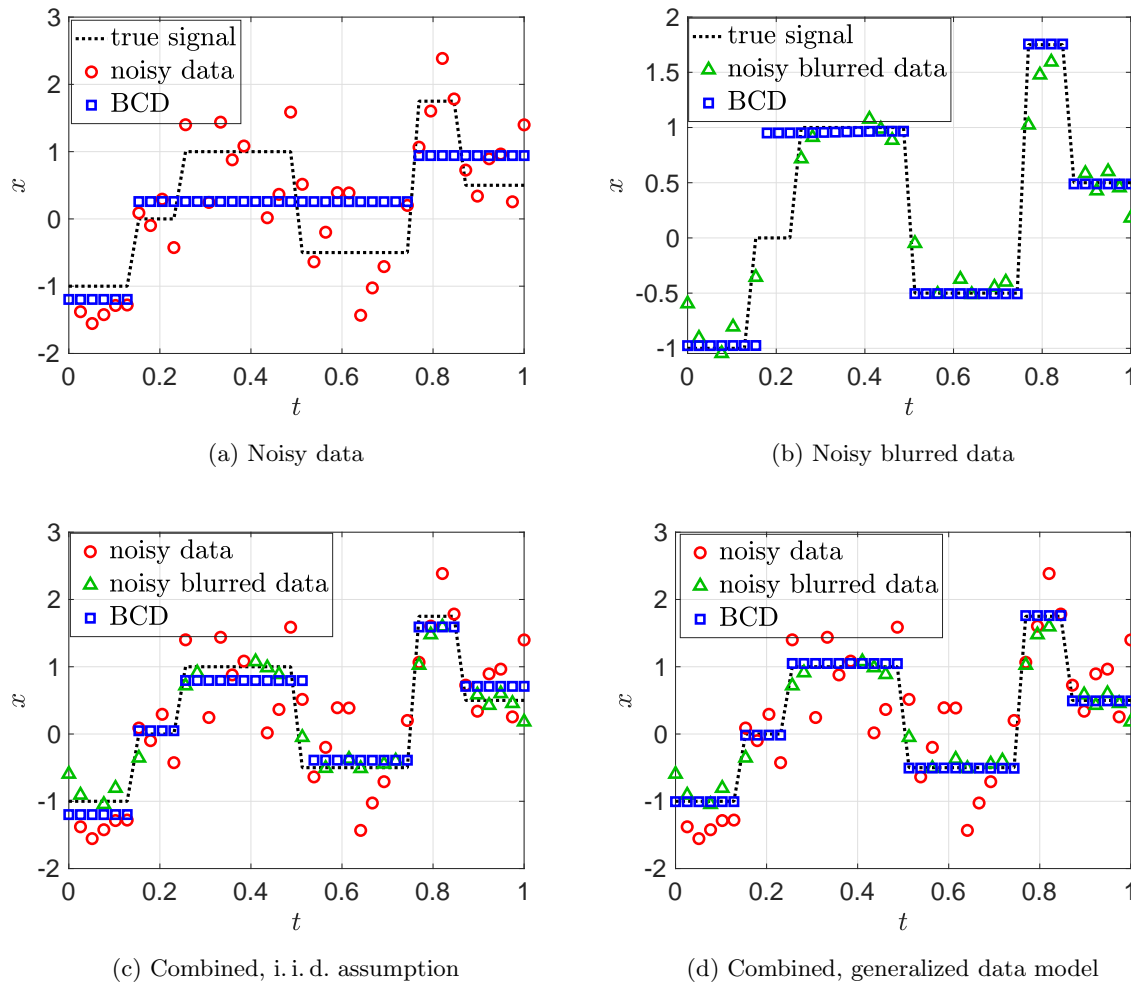 3
2
1
0
-1
-2
0 0.2 0.4 0.6 0.8 1
x
t
true signal
noisy data
BCD
(a) Noisy data
2
1.5
1
0.5
0
-0.5
-1
0 0.2 0.4 0.6 0.8 1
x
t
true signal
noisy blurred data
BCD
(b) Noisy blurred data
3
2
1
0
-1
-2
0 0.2 0.4 0.6 0.8 1
x
t
noisy data
noisy blurred data
BCD
(c) Combined, i. i. d. assumption
3
2
1
0
-1
-2
0 0.2 0.4 0.6 0.8 1
x
t
noisy data
noisy blurred data
BCD
(d) Combined, generalized data model